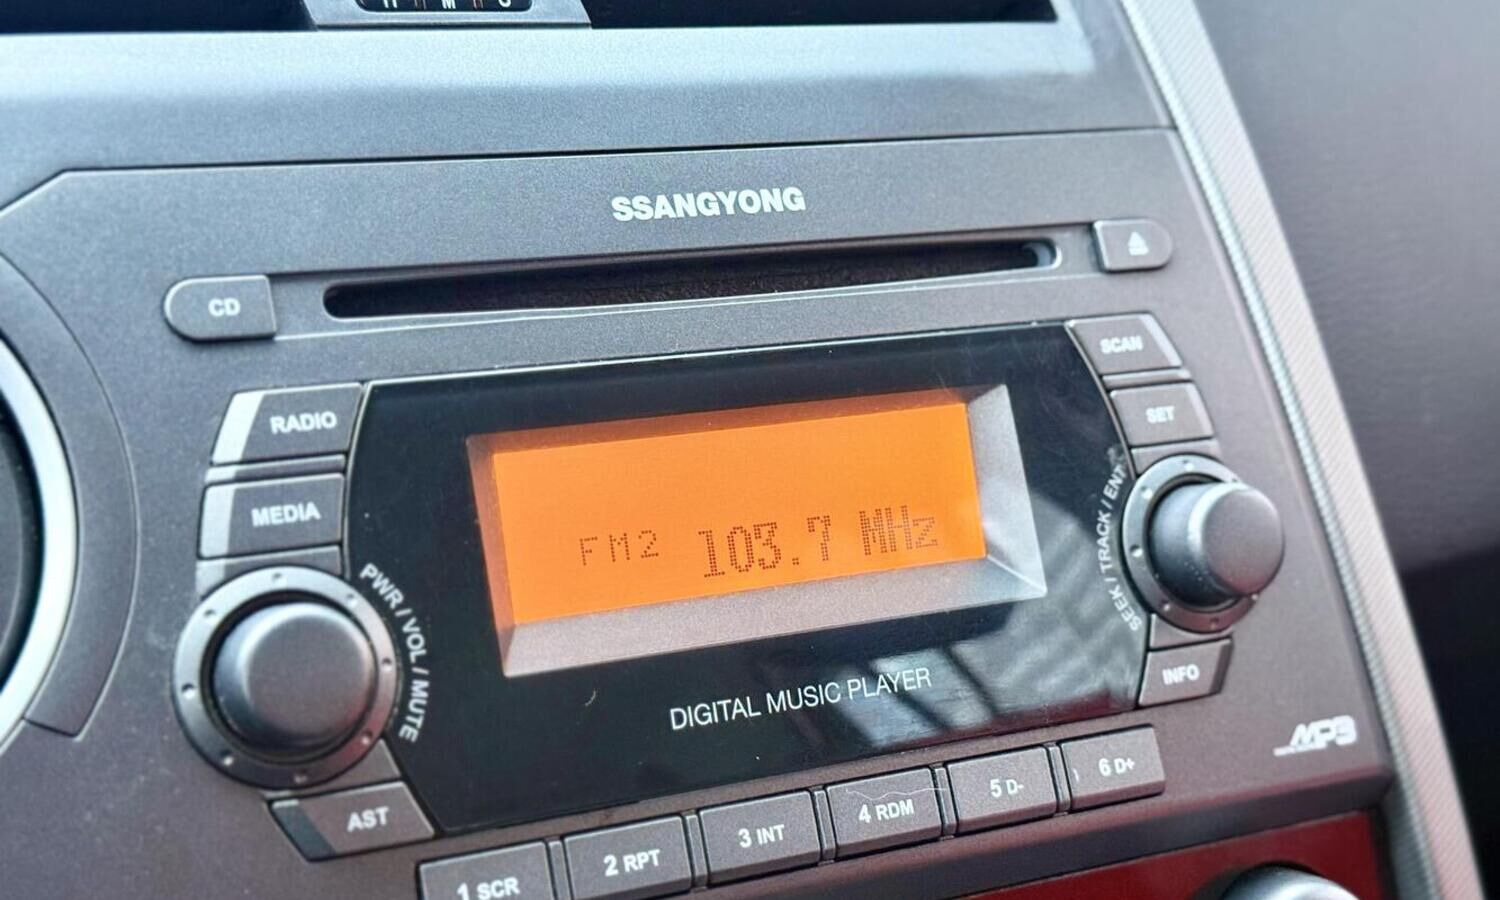 H M C
SSANGYONG
CD
SCAN
RADIO
SET
MEDIA
FM2 103.7 MHz
PWR / VOL / MUTE
SEEK / TRACK / ENT
INFO
DIGITAL MUSIC PLAYER
MP3
AST
1 SCR
2 RPT
3 INT
4 RDM
5 D-
6 D+